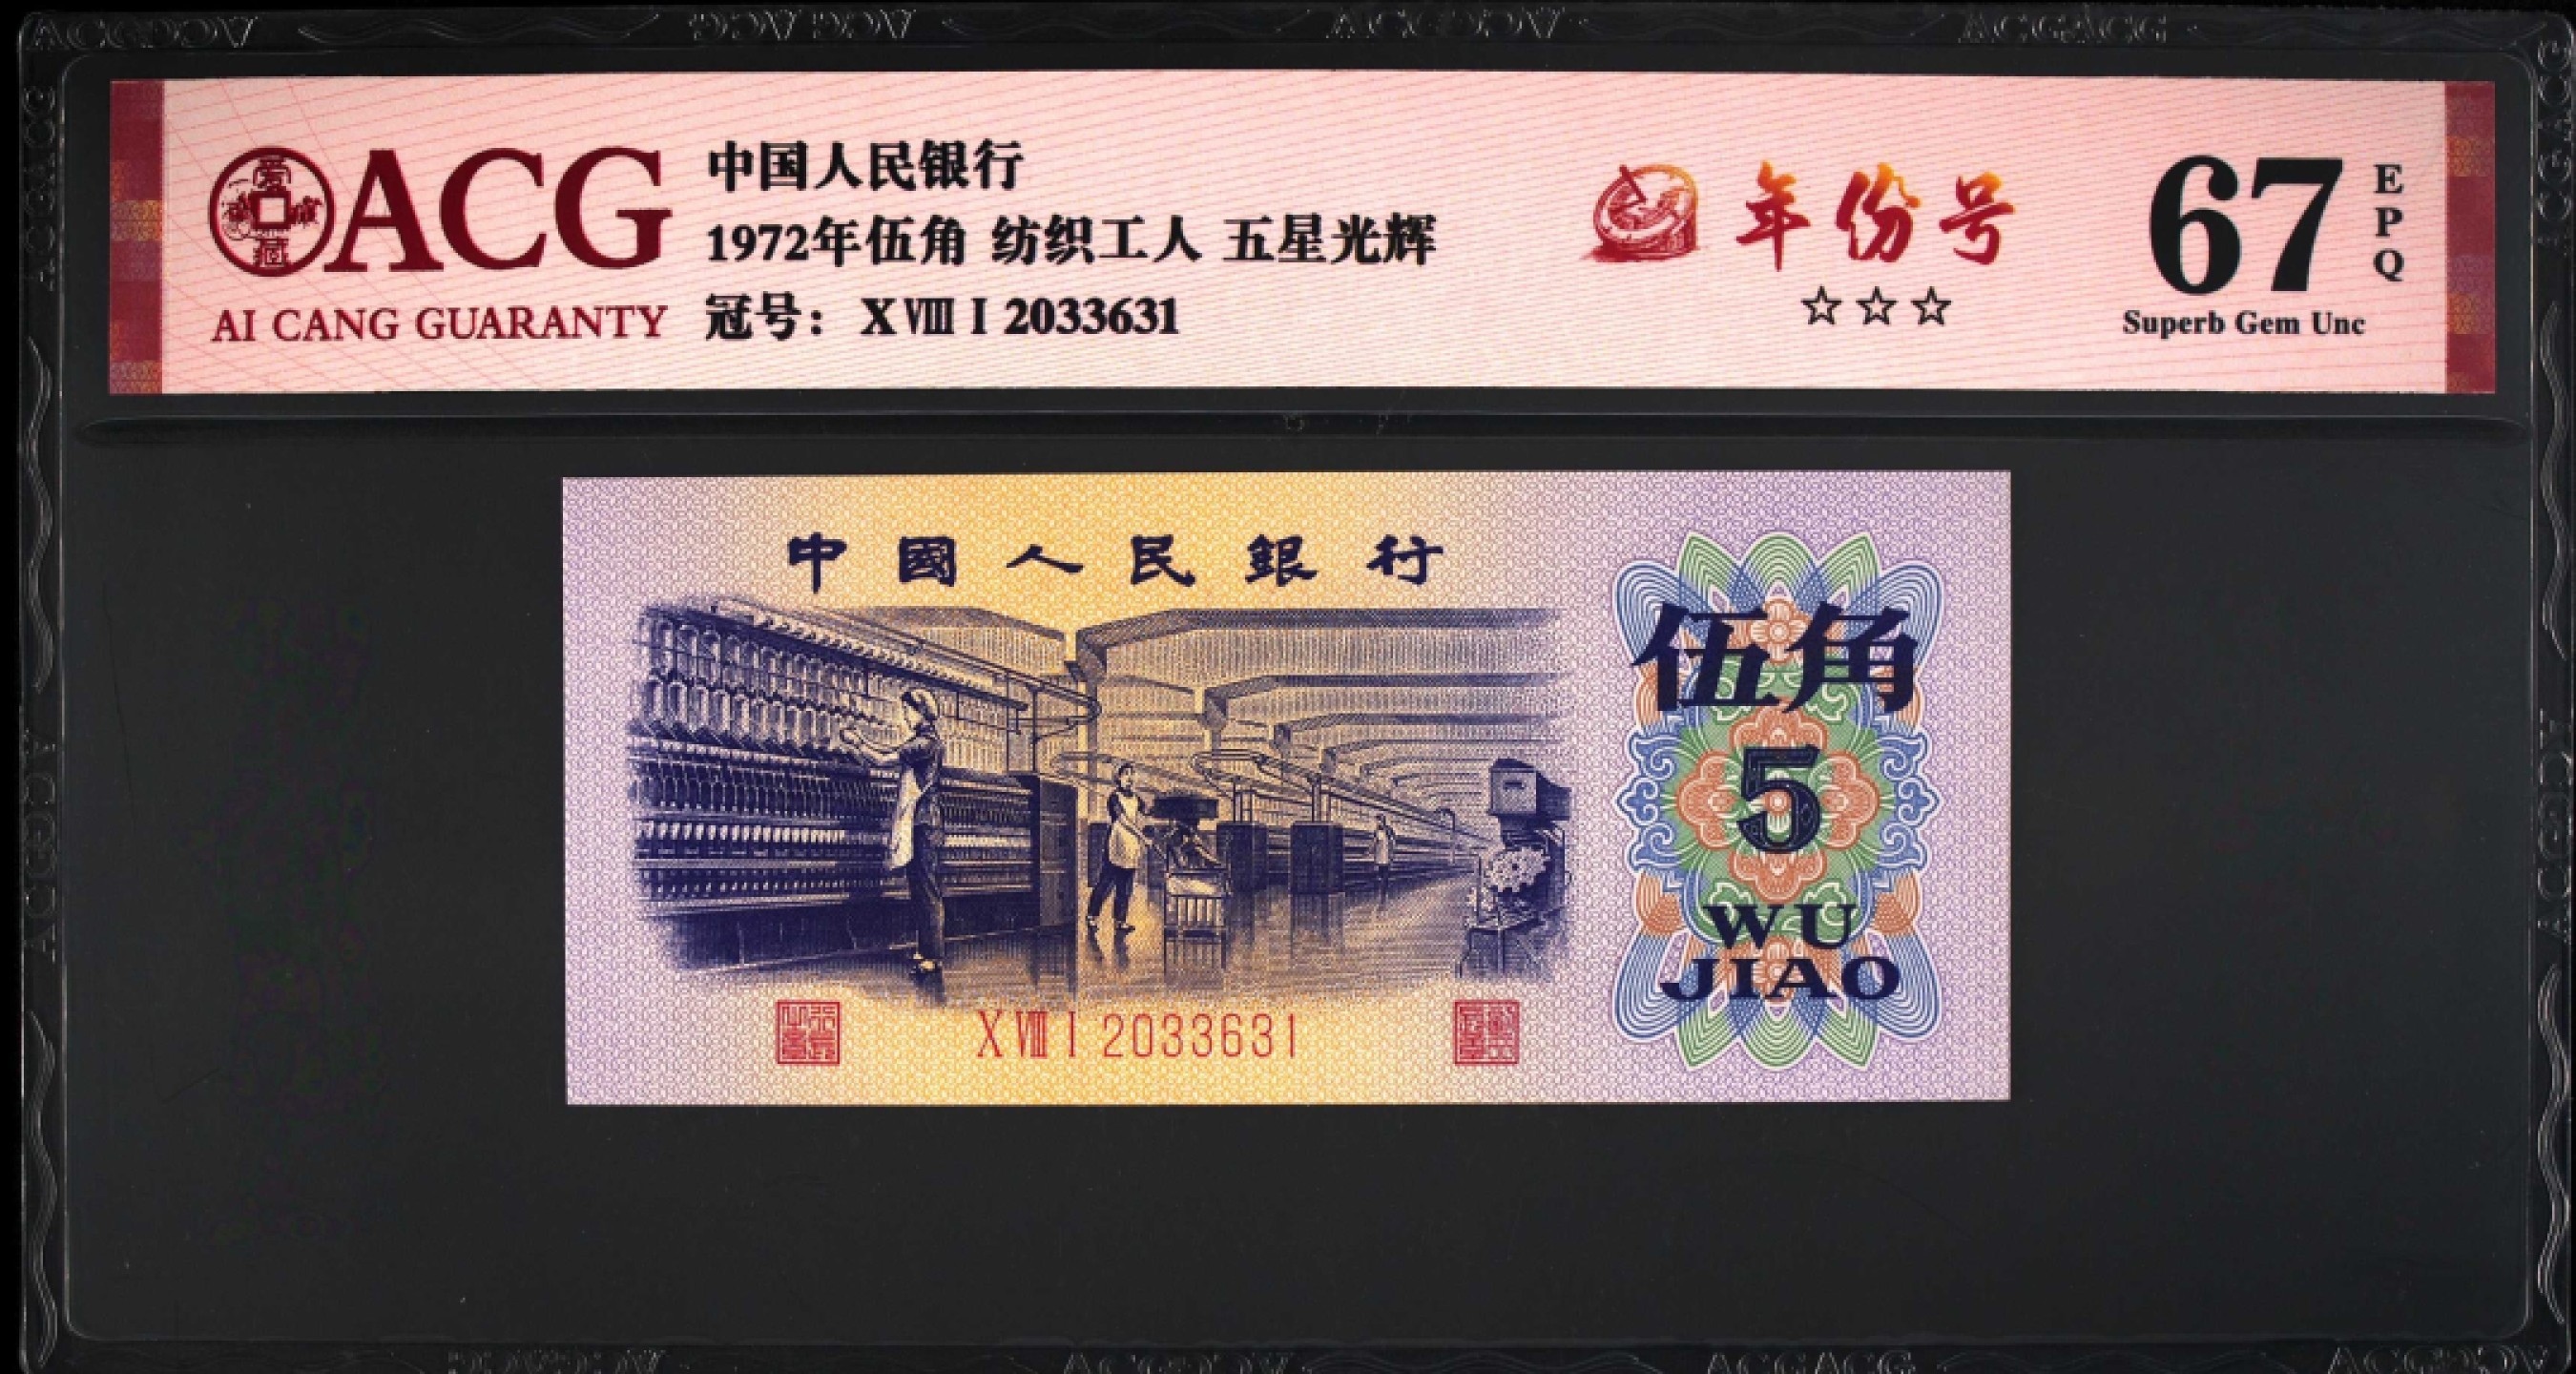 ACG
AI CANG GUARANTY
中国人民银行
1972年伍角 纺织工人 五星光辉
冠号： XⅧ I 2033631
年份号
☆☆☆
67
EPQ
Superb Gem Unc
中國人民銀行
伍角
5
WU
JIAO
XⅧ I 2033631